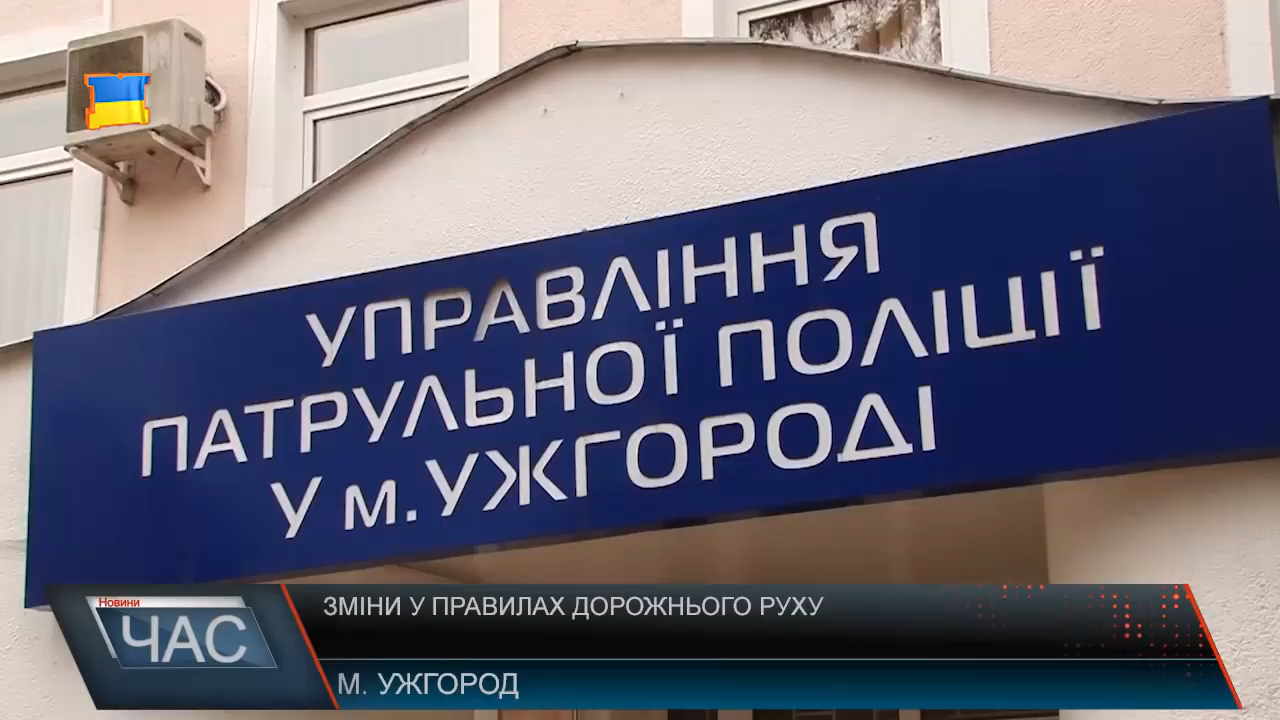 УПРАВЛІННЯ
ПАТРУЛЬНОЇ ПОЛІЦІЇ
У м. УЖГОРОДІ
Новини
ЧАС
ЗМІНИ У ПРАВИЛАХ ДОРОЖНЬОГО РУХУ
М. УЖГОРОД